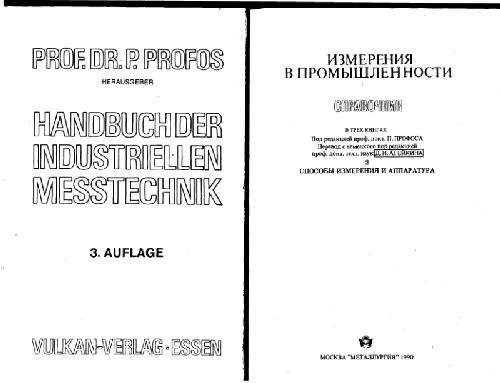 PROF. DR. P. PROFOS
HERAUSGEBER
HANDBUCH DER
INDUSTRIELLEN
MESSTECHNIK
3. AUFLAGE
VULKAN-VERLAG · ESSEN
ИЗМЕРЕНИЯ
В ПРОМЫШЛЕННОСТИ
СПРАВОЧНИК
В ТРЕХ КНИГАХ
Под редакцией проф. докт. П. ПРОФОСА
Перевод с немецкого под редакцией
проф. докт. техн. наук Д. И. АГЕЙКИНА
2
СПОСОБЫ ИЗМЕРЕНИЯ И АППАРАТУРА
МОСКВА "МЕТАЛЛУРГИЯ" 1990